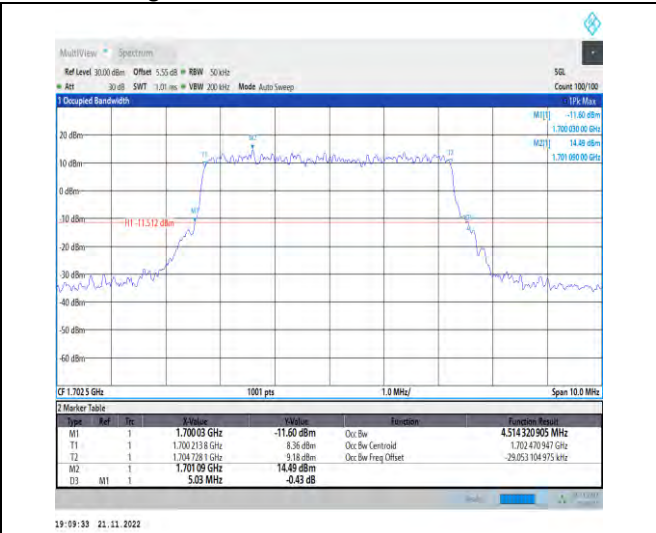 MultiView Spectrum
Ref Level 30.00 dBm Offset 5.55 dB RBW 50 kHz SGL
Att 30 dB SWT 1.01 ms VBW 200 kHz Mode Auto Sweep Count 100/100
1 Occupied Bandwidth 1Pk Max
M1[1] -11.60 dBm
1.700 030 00 GHz
M2[1] 14.49 dBm
1.701 090 00 GHz
20 dBm
M2
T1
T2
10 dBm
0 dBm
-10 dBm
M1
H1 -11.512 dBm
-20 dBm
-30 dBm
-40 dBm
-50 dBm
-60 dBm
CF 1.702 5 GHz 1001 pts 1.0 MHz/ Span 10.0 MHz
2 Marker Table
Type Ref Trc X-Value Y-Value Function Function Result
M1 1 1.700 03 GHz -11.60 dBm Occ Bw 4.514 320 905 MHz
T1 1 1.700 213 8 GHz 8.36 dBm Occ Bw Centroid 1.702 470 947 GHz
T2 1 1.704 728 1 GHz 9.18 dBm Occ Bw Freq Offset -29.053 104 975 kHz
M2 1 1.701 09 GHz 14.49 dBm
D3 M1 1 5.03 MHz -0.43 dB
19:09:33 21.11.2022